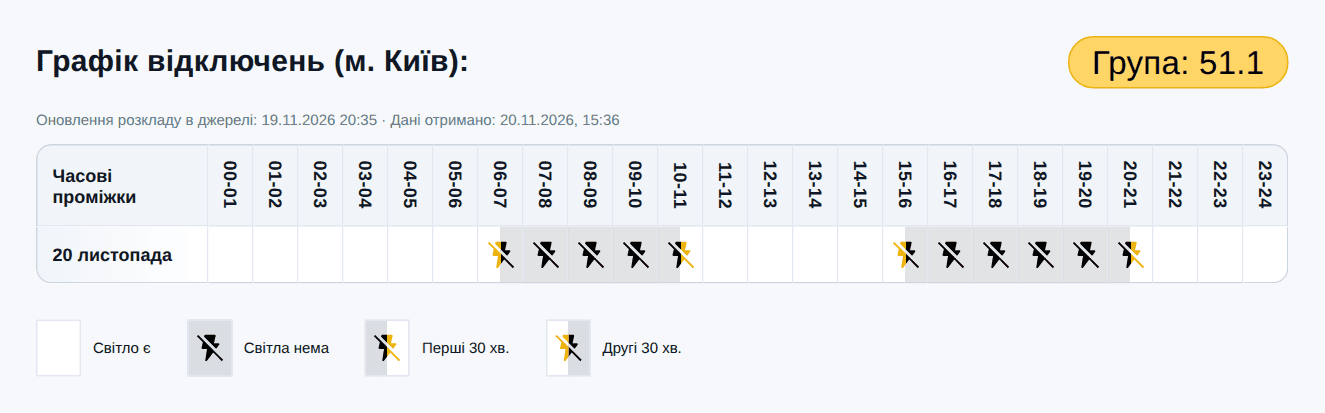 Графік відключень (м. Київ):
Група: 51.1
Оновлення розкладу в джерелі: 19.11.2026 20:35 · Дані отримано: 20.11.2026, 15:36
Часові
проміжки
00-01
01-02
02-03
03-04
04-05
05-06
06-07
07-08
08-09
09-10
10-11
11-12
12-13
13-14
14-15
15-16
16-17
17-18
18-19
19-20
20-21
21-22
22-23
23-24
20 листопада
Світло є
Світла нема
Перші 30 хв.
Другі 30 хв.